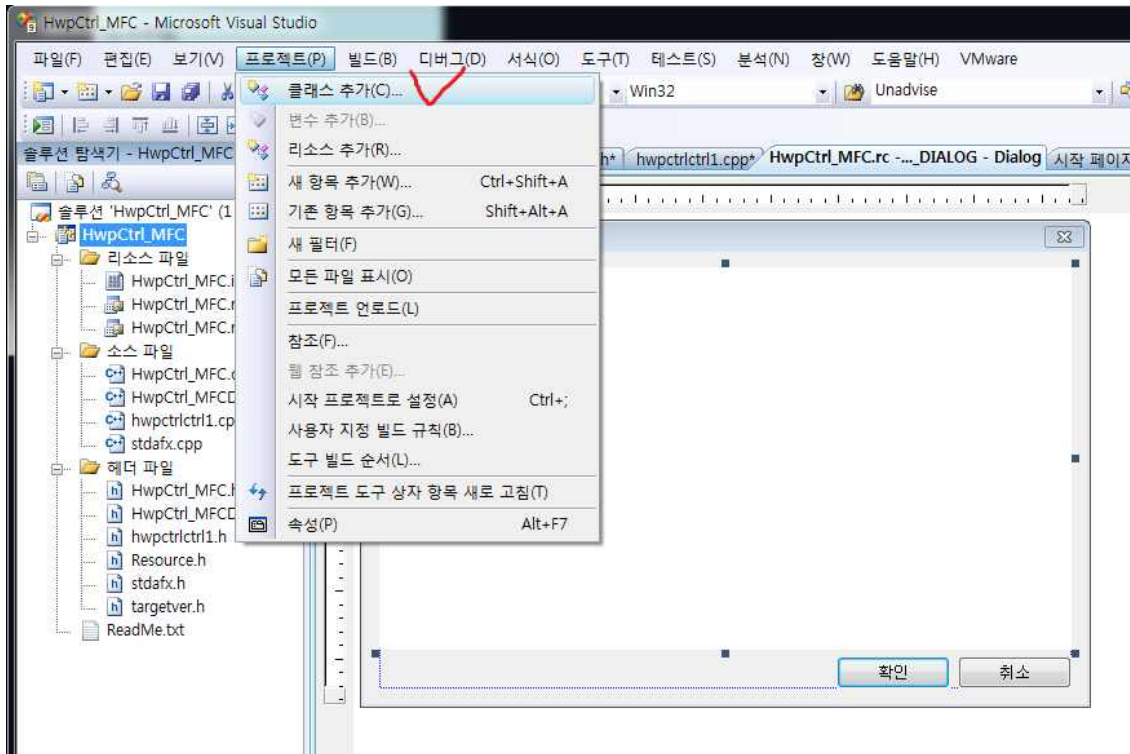 HwpCtrl_MFC - Microsoft Visual Studio
파일(F) 편집(E) 보기(V) 프로젝트(P) 빌드(B) 디버그(D) 서식(O) 도구(T) 테스트(S) 분석(N) 창(W) 도움말(H) VMware
Win32 Unadvise
클래스 추가(C)...
변수 추가(B)...
리소스 추가(R)...
새 항목 추가(W)... Ctrl+Shift+A
기존 항목 추가(G)... Shift+Alt+A
새 필터(F)
모든 파일 표시(O)
프로젝트 언로드(L)
참조(F)...
웹 참조 추가(E)...
시작 프로젝트로 설정(A) Ctrl+;
사용자 지정 빌드 규칙(B)...
도구 빌드 순서(L)...
프로젝트 도구 상자 항목 새로 고침(T)
속성(P) Alt+F7
솔루션 탐색기 - HwpCtrl_MFC
h* hwpctrlctrl1.cpp* HwpCtrl_MFC.rc -..._DIALOG - Dialog 시작 페이지
솔루션 'HwpCtrl_MFC' (1
HwpCtrl_MFC
리소스 파일
HwpCtrl_MFC.i
HwpCtrl_MFC.r
HwpCtrl_MFC.r
소스 파일
HwpCtrl_MFC.c
HwpCtrl_MFCD
hwpctrlctrl1.cp
stdafx.cpp
헤더 파일
HwpCtrl_MFC.h
HwpCtrl_MFCD
hwpctrlctrl1.h
Resource.h
stdafx.h
targetver.h
ReadMe.txt
확인 취소